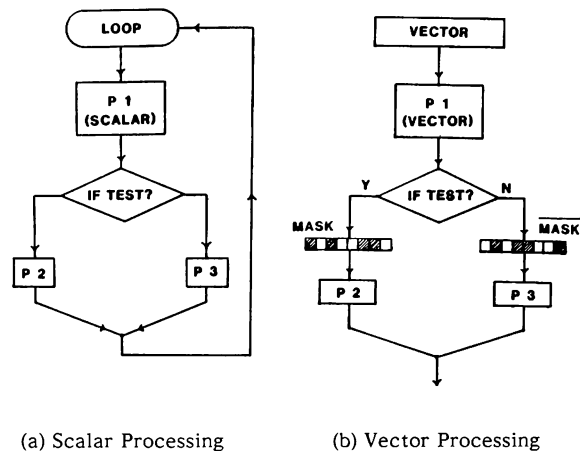 LOOP
P 1
(SCALAR)
IF TEST?
P 2
P 3
(a) Scalar Processing
VECTOR
P 1
(VECTOR)
Y
IF TEST?
N
MASK
MASK
P 2
P 3
(b) Vector Processing